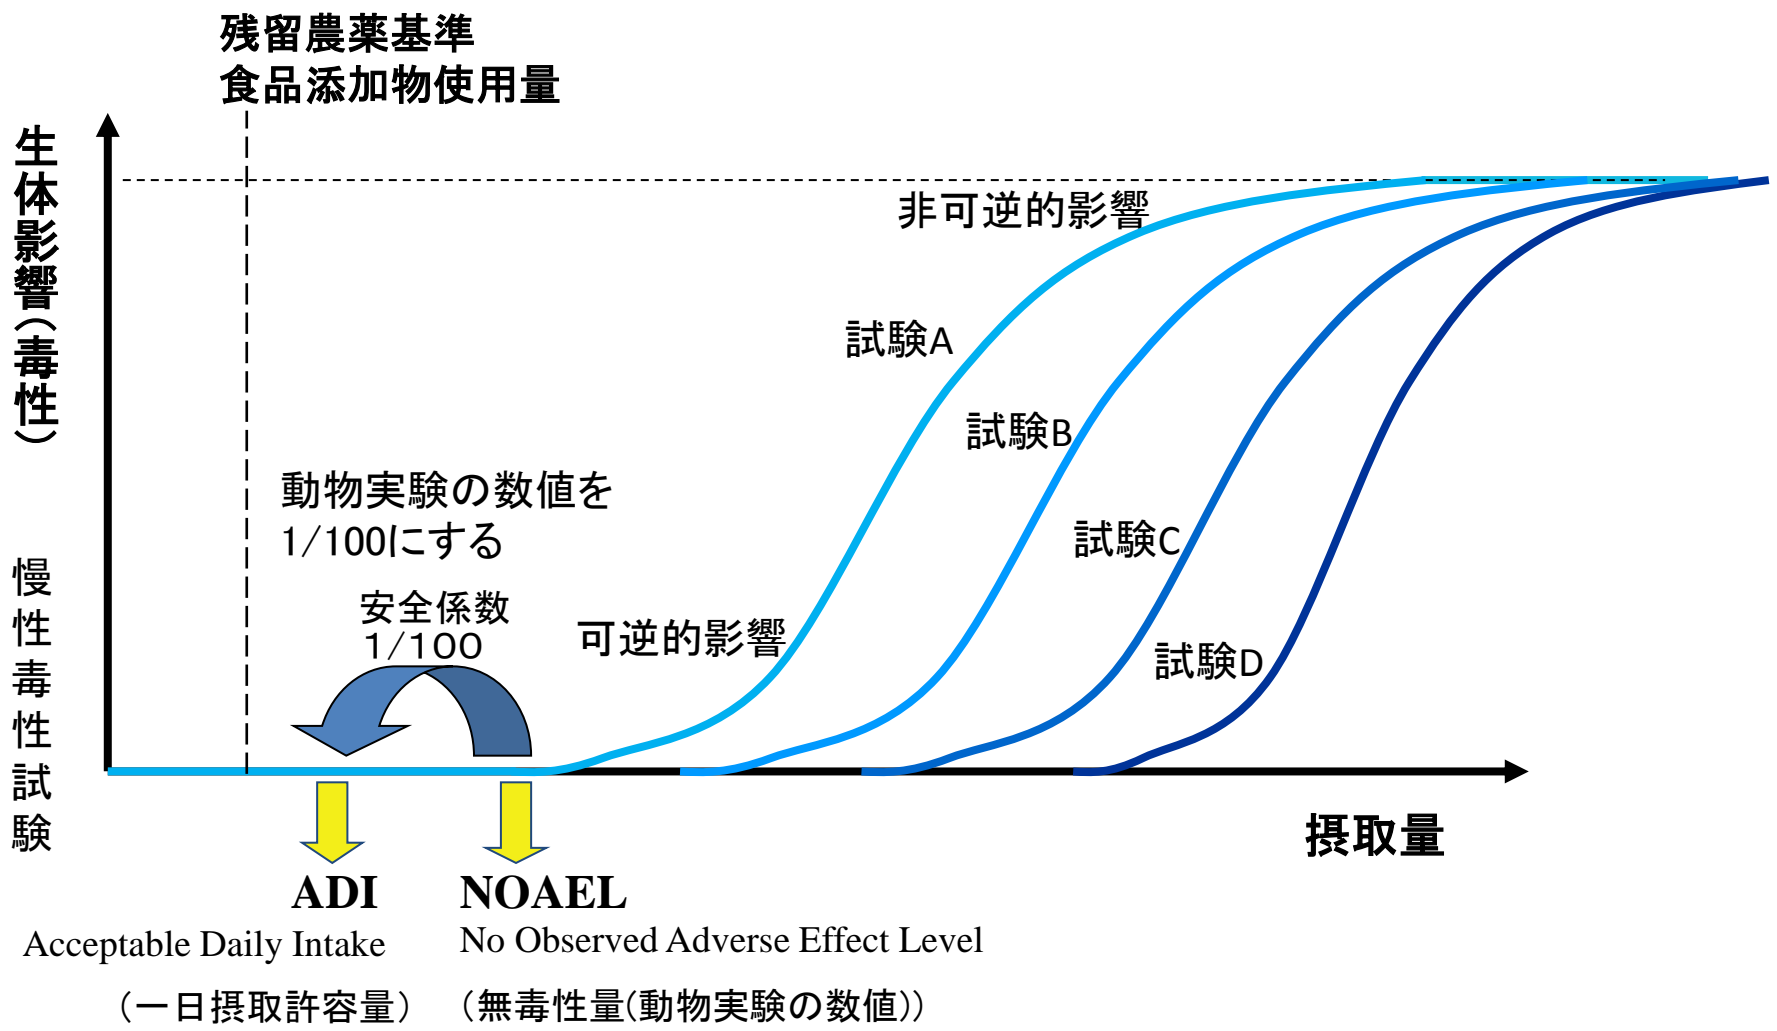 残留農薬基準
食品添加物使用量
生体影響(毒性)
非可逆的影響
試験A
試験B
動物実験の数値を
1/100にする
試験C
慢性毒性試験
安全係数
1/100
可逆的影響
試験D
摂取量
ADI
NOAEL
Acceptable Daily Intake
No Observed Adverse Effect Level
（一日摂取許容量）
（無毒性量(動物実験の数値））